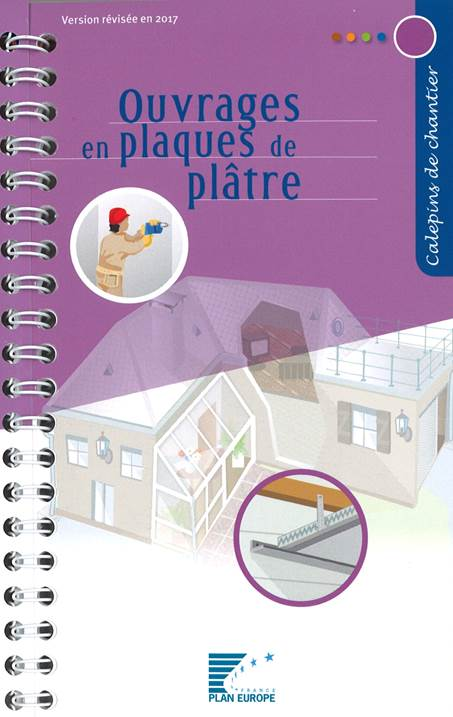 Version révisée en 2017
Ouvrages
en plaques de
plâtre
Calepins de chantier
FRANCE
PLAN EUROPE